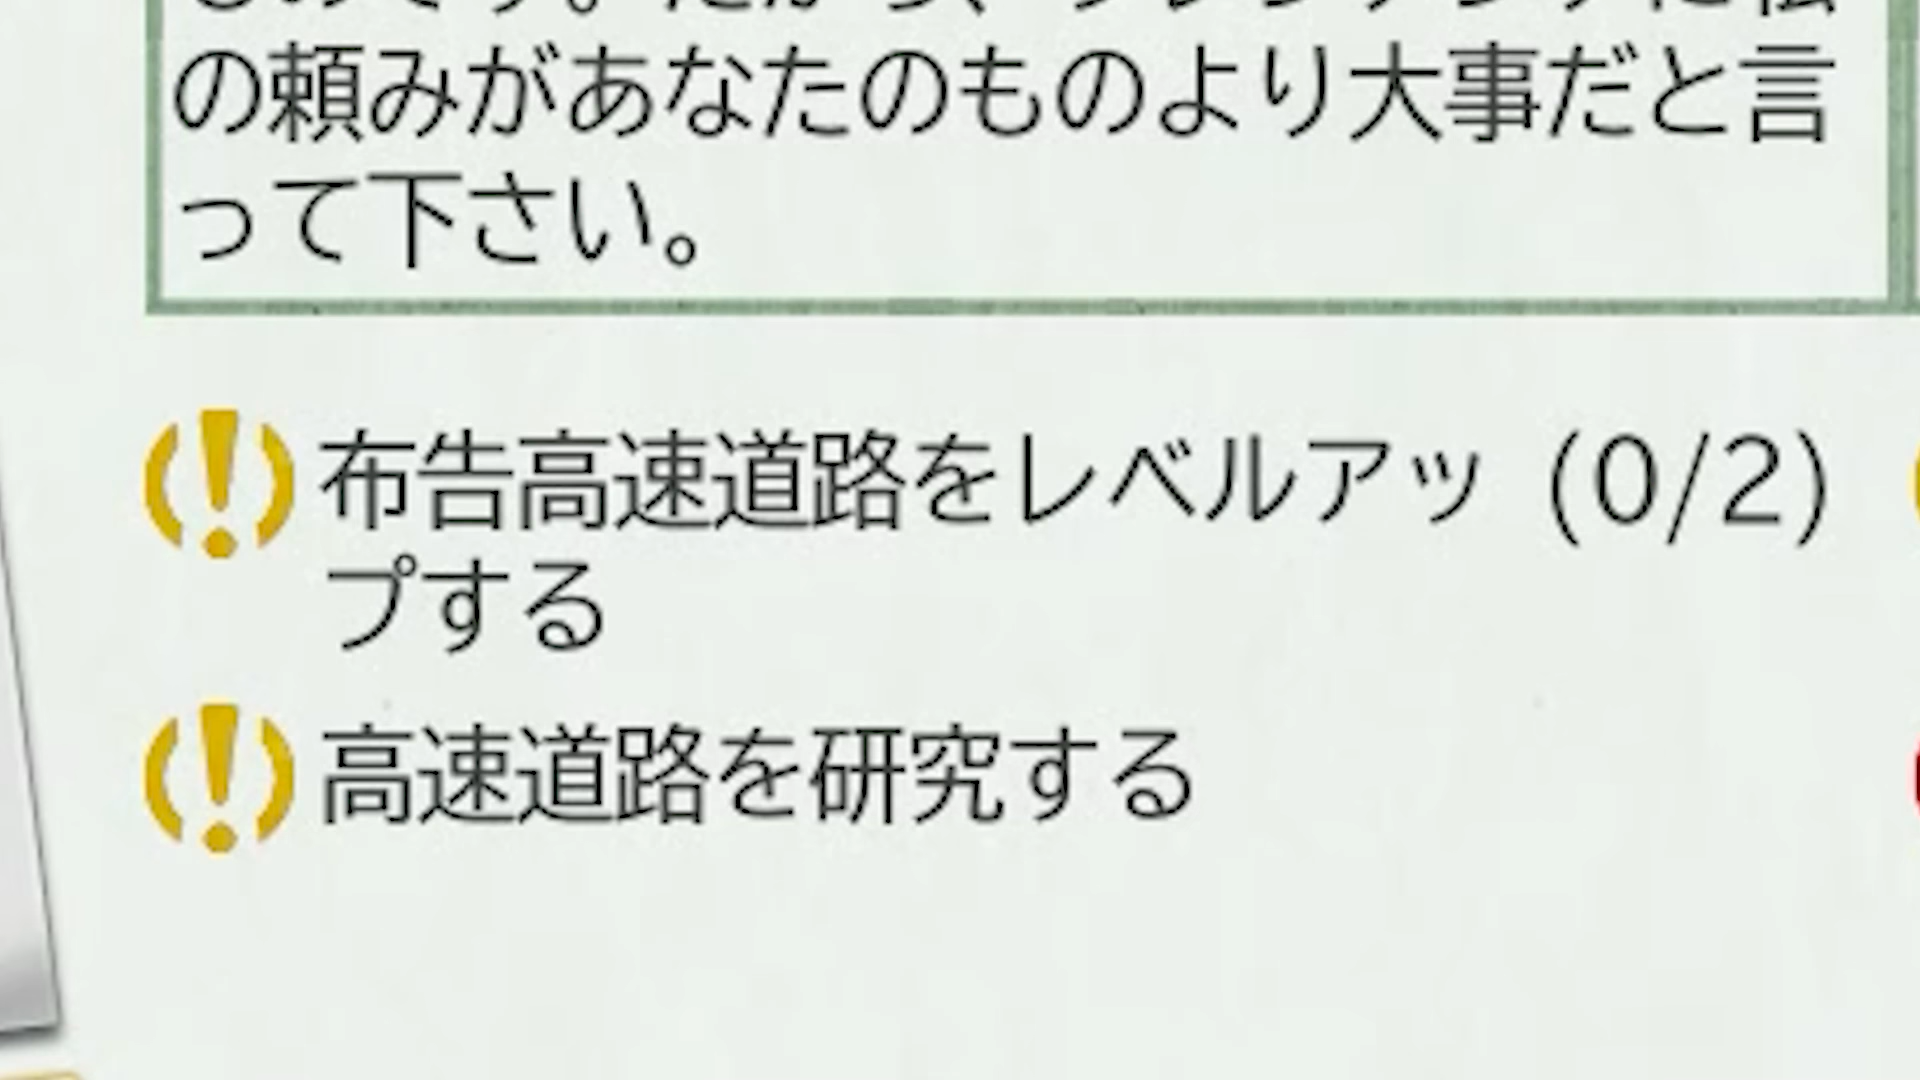 の頼みがあなたのものより大事だと言
って下さい。
布告高速道路をレベルアッ (0/2)
プする
高速道路を研究する